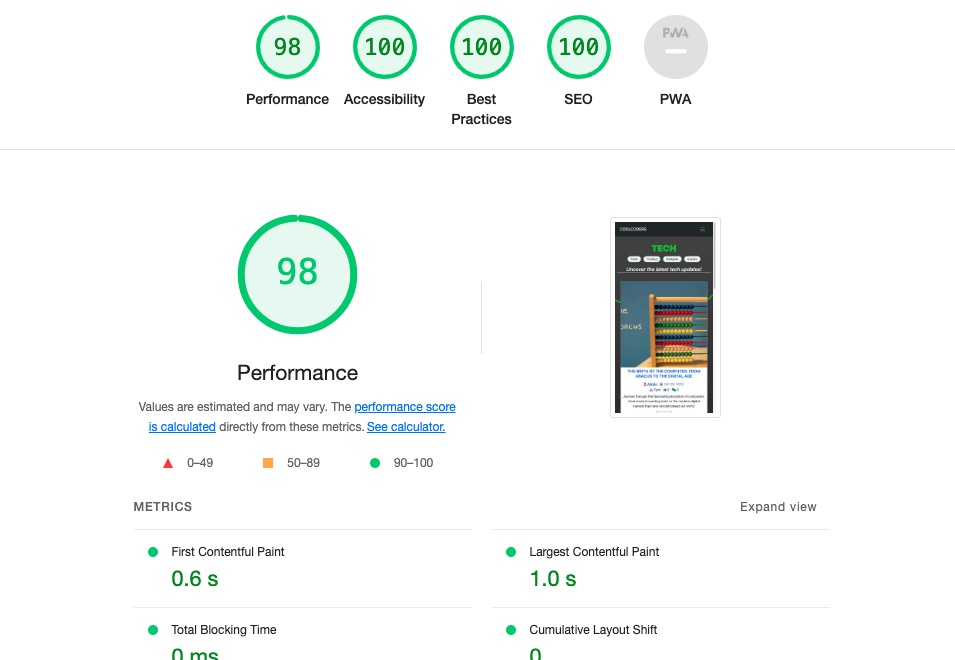 98
100
100
100
PWA
Performance
Accessibility
Best
Practices
SEO
PWA
98
Performance
Values are estimated and may vary. The performance score
is calculated directly from these metrics. See calculator.
0–49
50–89
90–100
TECH
Uncover the latest tech updates!
THE BIRTH OF THE COMPUTER: FROM
ABACUS TO THE DIGITAL AGE
METRICS
Expand view
First Contentful Paint
0.6 s
Largest Contentful Paint
1.0 s
Total Blocking Time
0 ms
Cumulative Layout Shift
0